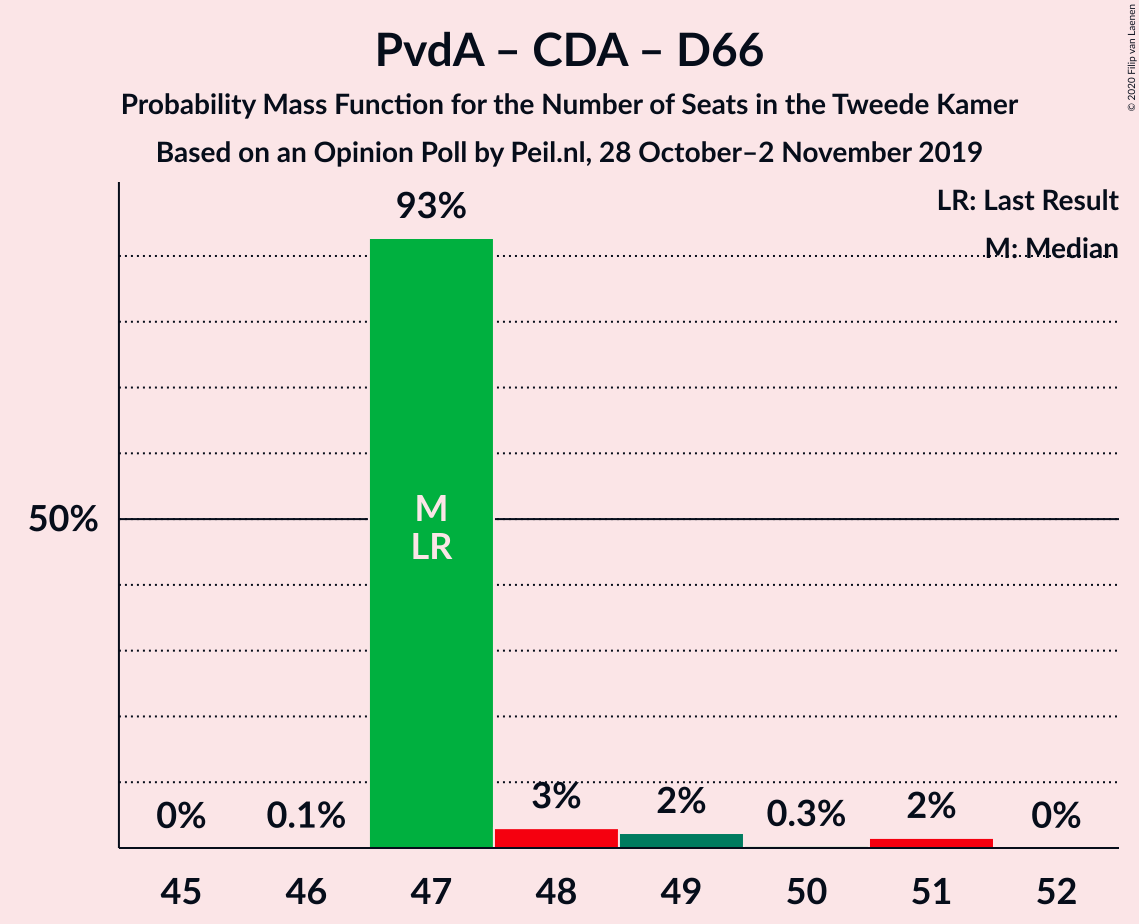 PvdA – CDA – D66
Probability Mass Function for the Number of Seats in the Tweede Kamer
Based on an Opinion Poll by Peil.nl, 28 October–2 November 2019
© 2020 Filip van Laenen
LR: Last Result
M: Median
93%
50%
M
LR
0%
0.1%
3%
2%
0.3%
2%
0%
45
46
47
48
49
50
51
52